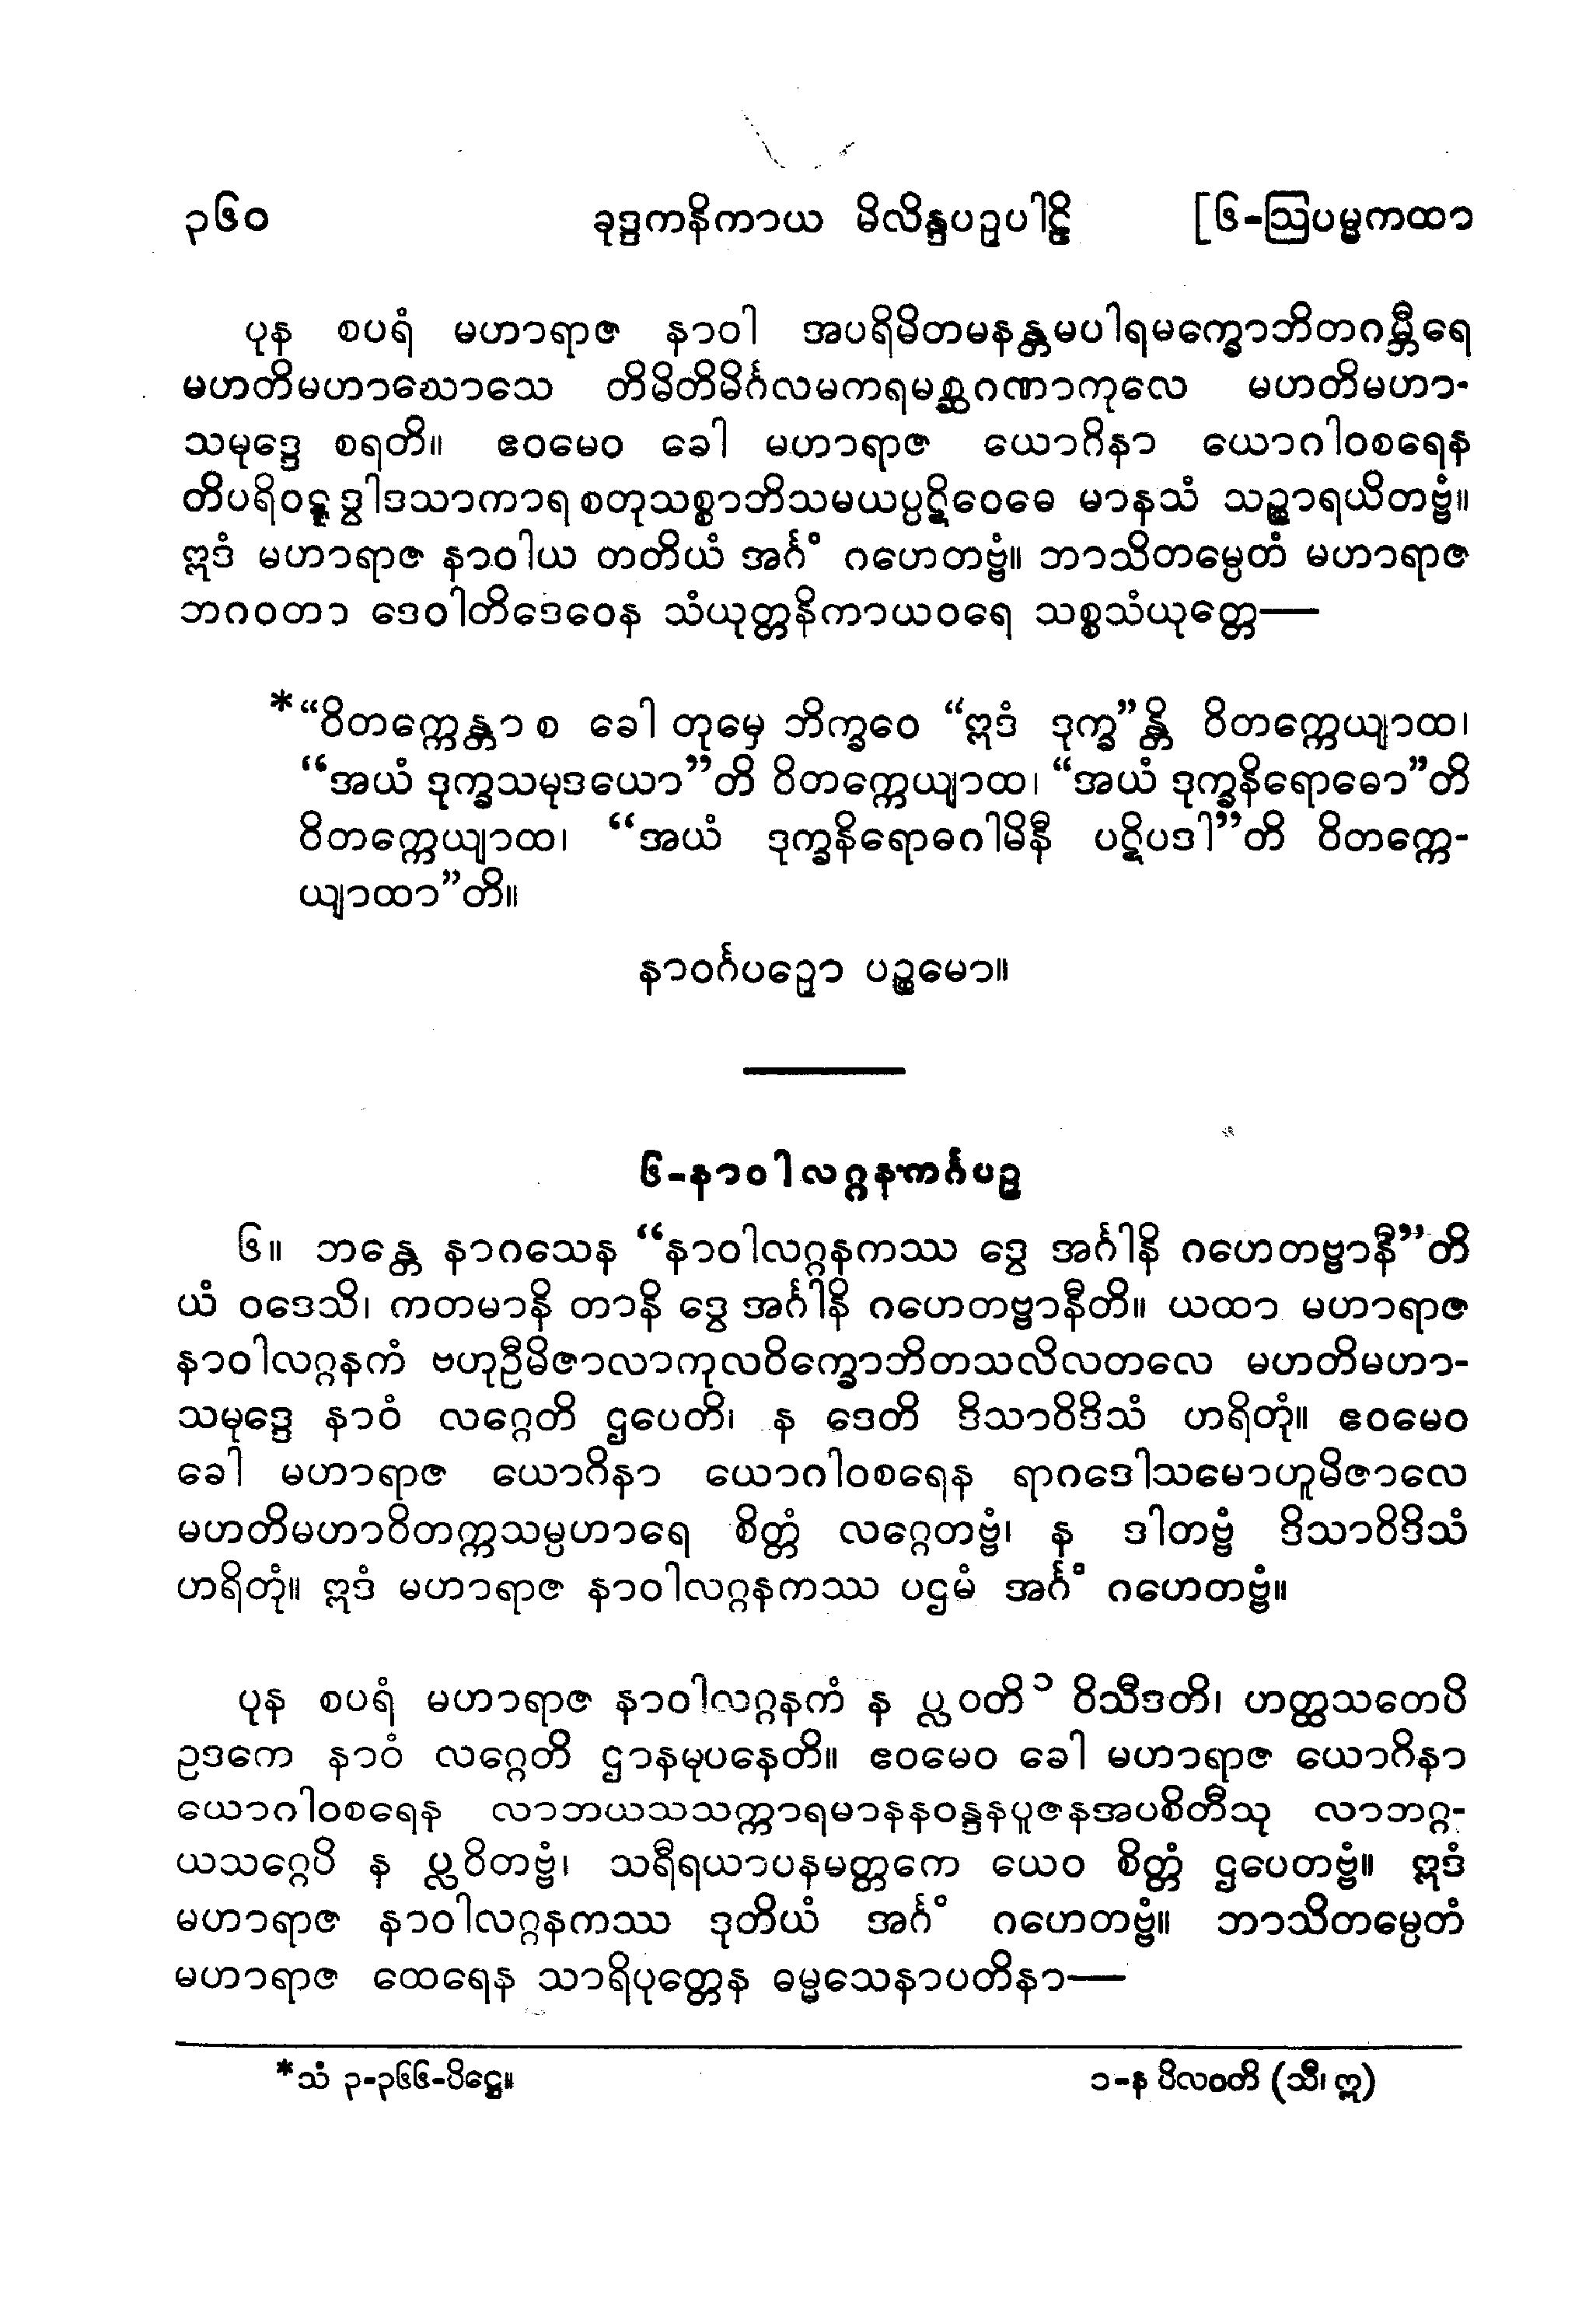 ၃၆၀ ခုဒ္ဒကနိကာယ မိလိန္ဒပဉှပါဠိ [၆-ဩပမ္မကထာ
ပုန စပရံ မဟာရာဇ နာဝါ အပရိမိတမနန္တမပါရမက္ခောဘိတဂမ္ဘီရေ
မဟတိမဟာဃောသေ တိမိတိမိင်္ဂလမကရမစ္ဆဂဏာကုလေ မဟတိမဟာ-
သမုဒ္ဒေ စရတိ။ ဧဝမေဝ ခေါ မဟာရာဇ ယောဂိနာ ယောဂါဝစရေန
တိပရိဝဋ္ဋ ဒွါဒသာကာရ စတုသစ္စာဘိသမယပ္ပဋိဝေဓေ မာနသံ သဉ္စာရယိတဗ္ဗံ။
ဣဒံ မဟာရာဇ နာဝါယ တတိယံ အင်္ဂံ ဂဟေတဗ္ဗံ။ ဘာသိတမ္ပေတံ မဟာရာဇ
ဘဂဝတာ ဒေဝါတိဒေဝေန သံယုတ္တနိကာယဝရေ သစ္စသံယုတ္တေ—
*“ဝိတက္ကေန္တာ စ ခေါ တုမှေ ဘိက္ခဝေ “ဣဒံ ဒုက္ခ”န္တိ ဝိတက္ကေယျာထ၊
“အယံ ဒုက္ခသမုဒယော”တိ ဝိတက္ကေယျာထ၊ “အယံ ဒုက္ခနိရောဓော”တိ
ဝိတက္ကေယျာထ၊ “အယံ ဒုက္ခနိရောဓဂါမိနီ ပဋိပဒါ”တိ ဝိတက္ကေ-
ယျာထာ”တိ။
နာဝင်္ဂပဉှော ပဉ္စမော။
၆-နာဝါလဂ္ဂနကင်္ဂပဉှ
၆။ ဘန္တေ နာဂသေန “နာဝါလဂ္ဂနကဿ ဒွေ အင်္ဂါနိ ဂဟေတဗ္ဗာနီ”တိ
ယံ ဝဒေသိ၊ ကတမာနိ တာနိ ဒွေ အင်္ဂါနိ ဂဟေတဗ္ဗာနီတိ။ ယထာ မဟာရာဇ
နာဝါလဂ္ဂနကံ ဗဟုဦမိဇာလာကုလဝိက္ခောဘိတသလိလတလေ မဟတိမဟာ-
သမုဒ္ဒေ နာဝံ လဂ္ဂေတိ ဌပေတိ၊ န ဒေတိ ဒိသာဝိဒိသံ ဟရိတုံ။ ဧဝမေဝ
ခေါ မဟာရာဇ ယောဂိနာ ယောဂါဝစရေန ရာဂဒေါသမောဟူမိဇာလေ
မဟတိမဟာဝိတက္ကသမ္ပဟာရေ စိတ္တံ လဂ္ဂေတဗ္ဗံ၊ န ဒါတဗ္ဗံ ဒိသာဝိဒိသံ
ဟရိတုံ။ ဣဒံ မဟာရာဇ နာဝါလဂ္ဂနကဿ ပဌမံ အင်္ဂံ ဂဟေတဗ္ဗံ။
ပုန စပရံ မဟာရာဇ နာဝါလဂ္ဂနကံ န ပ္လဝတိ ၁ ဝိသီဒတိ၊ ဟတ္ထသတေပိ
ဥဒကေ နာဝံ လဂ္ဂေတိ ဌာနမုပနေတိ။ ဧဝမေဝ ခေါ မဟာရာဇ ယောဂိနာ
ယောဂါဝစရေန လာဘယသသက္ကာရမာနနဝန္ဒနပူဇနအပစိတီသု လာဘဂ္ဂ-
ယသဂ္ဂေပိ န ပ္လဝိတဗ္ဗံ၊ သရီရယာပနမတ္တကေ ယေဝ စိတ္တံ ဌပေတဗ္ဗံ။ ဣဒံ
မဟာရာဇ နာဝါလဂ္ဂနကဿ ဒုတိယံ အင်္ဂံ ဂဟေတဗ္ဗံ။ ဘာသိတမ္ပေတံ
မဟာရာဇ ထေရေန သာရိပုတ္တေန ဓမ္မသေနာပတိနာ—
*သံ ၃-၃၆၆-ပိဋ္ဌေ။ ၁-န ပိလဝတိ (သီ၊ ဣ)